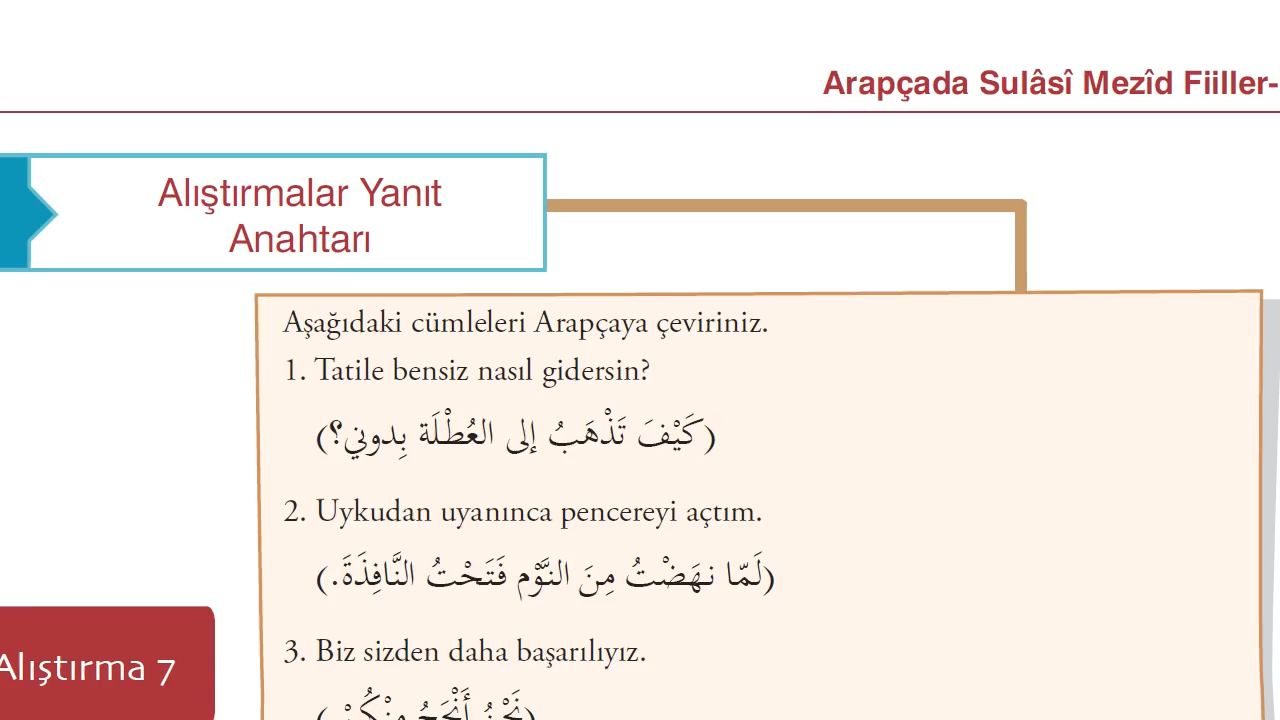 Arapçada Sulâsî Mezîd Fiiller-
Alıştırmalar Yanıt
Anahtarı
Aşağıdaki cümleleri Arapçaya çeviriniz.
1. Tatile bensiz nasıl gidersin?
(كَيْفَ تَذْهَبُ إلى العُطْلَة بِدوني؟)
2. Uykudan uyanınca pencereyi açtım.
(لَمّا نهَضْتُ مِنَ النوَّْم فَتَحْتُ النَّافِذَةَ.)
3. Biz sizden daha başarılıyız.
(نَحْنُ أَنْجَحُ مِنْكُمْ)
Alıştırma 7